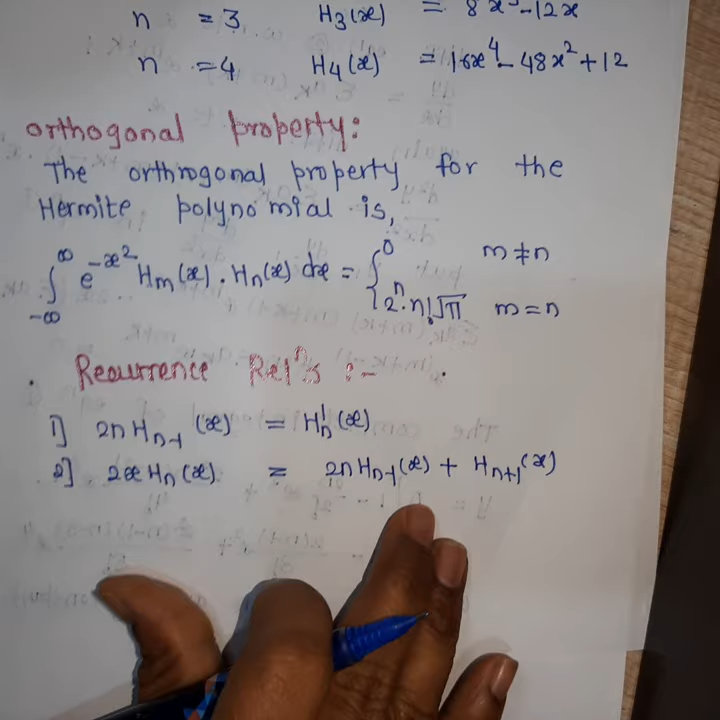 n = 3 H₃(x) = 8x³-12x
n = 4 H₄(x) = 16x⁴- 48x²+12
orthogonal property:
The orthrogonal property for the
Hermite polynomial is,
∫_{-∞}^{∞} e^{-x²} Hₘ(x) . Hₙ(x) dx = { 0 m≠n
2ⁿ. n!√π m=n
Recurrence Relⁿs :-
1] 2n Hₙ₋₁ (x) = Hₙ'(x)
2] 2x Hₙ(x) = 2n Hₙ₋₁(x) + Hₙ₊₁(x)